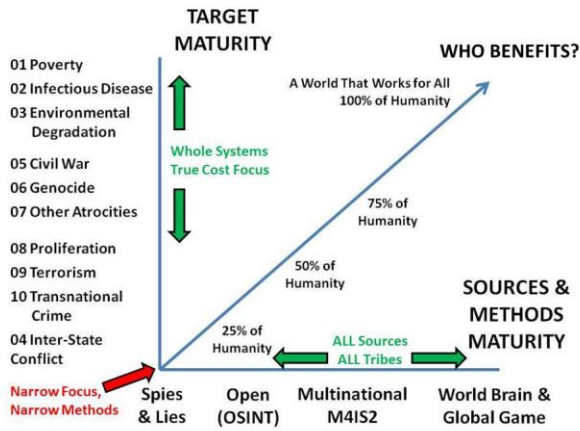 TARGET
MATURITY
WHO BENEFITS?
01 Poverty
02 Infectious Disease
03 Environmental
Degradation
05 Civil War
06 Genocide
07 Other Atrocities
08 Proliferation
09 Terrorism
10 Transnational
Crime
04 Inter-State
Conflict
Narrow Focus,
Narrow Methods
Whole Systems
True Cost Focus
A World That Works for All
100% of Humanity
75% of
Humanity
50% of
Humanity
25% of
Humanity
SOURCES &
METHODS
MATURITY
ALL Sources
ALL Tribes
Spies
& Lies
Open
(OSINT)
Multinational
M4IS2
World Brain &
Global Game